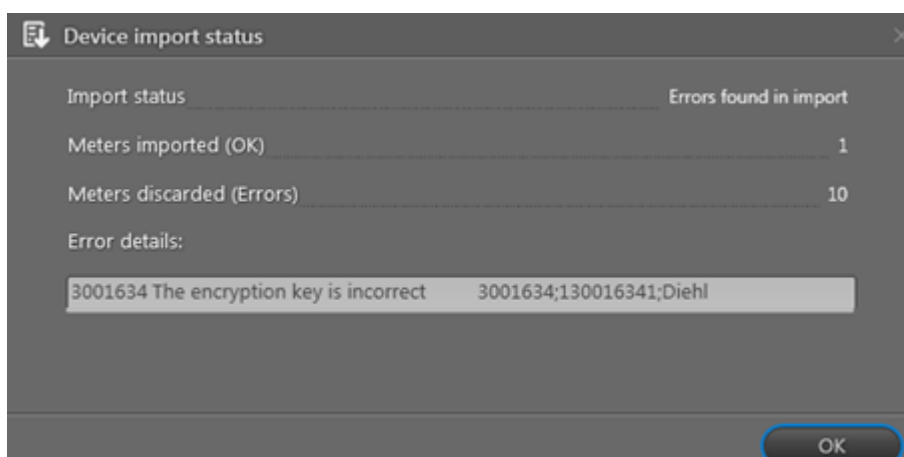 Device import status
Import status Errors found in import
Meters imported (OK) 1
Meters discarded (Errors) 10
Error details:
3001634 The encryption key is incorrect 3001634;130016341;Diehl
OK